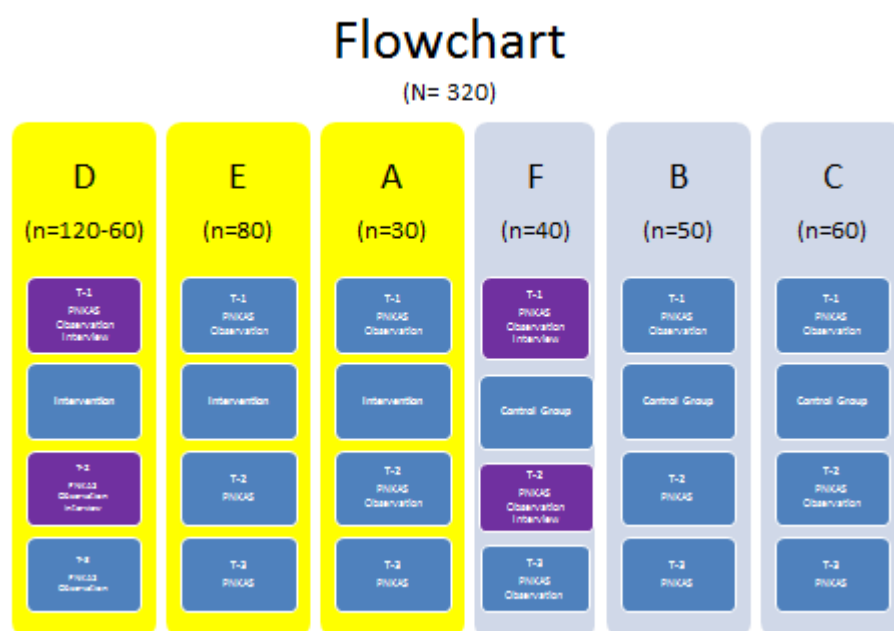 Flowchart
(N= 320)
D
(n=120-60)
T-1
PNKAS
Observation
Interview
Intervention
T-2
PNKAS
Observation
Interview
T-3
PNKAS
Observation
E
(n=80)
T-1
PNKAS
Observation
Intervention
T-2
PNKAS
T-3
PNKAS
A
(n=30)
T-1
PNKAS
Observation
Intervention
T-2
PNKAS
Observation
T-3
PNKAS
F
(n=40)
T-1
PNKAS
Observation
Interview
Control Group
T-2
PNKAS
Observation
Interview
T-3
PNKAS
Observation
B
(n=50)
T-1
PNKAS
Observation
Control Group
T-2
PNKAS
T-3
PNKAS
C
(n=60)
T-1
PNKAS
Observation
Control Group
T-2
PNKAS
Observation
T-3
PNKAS